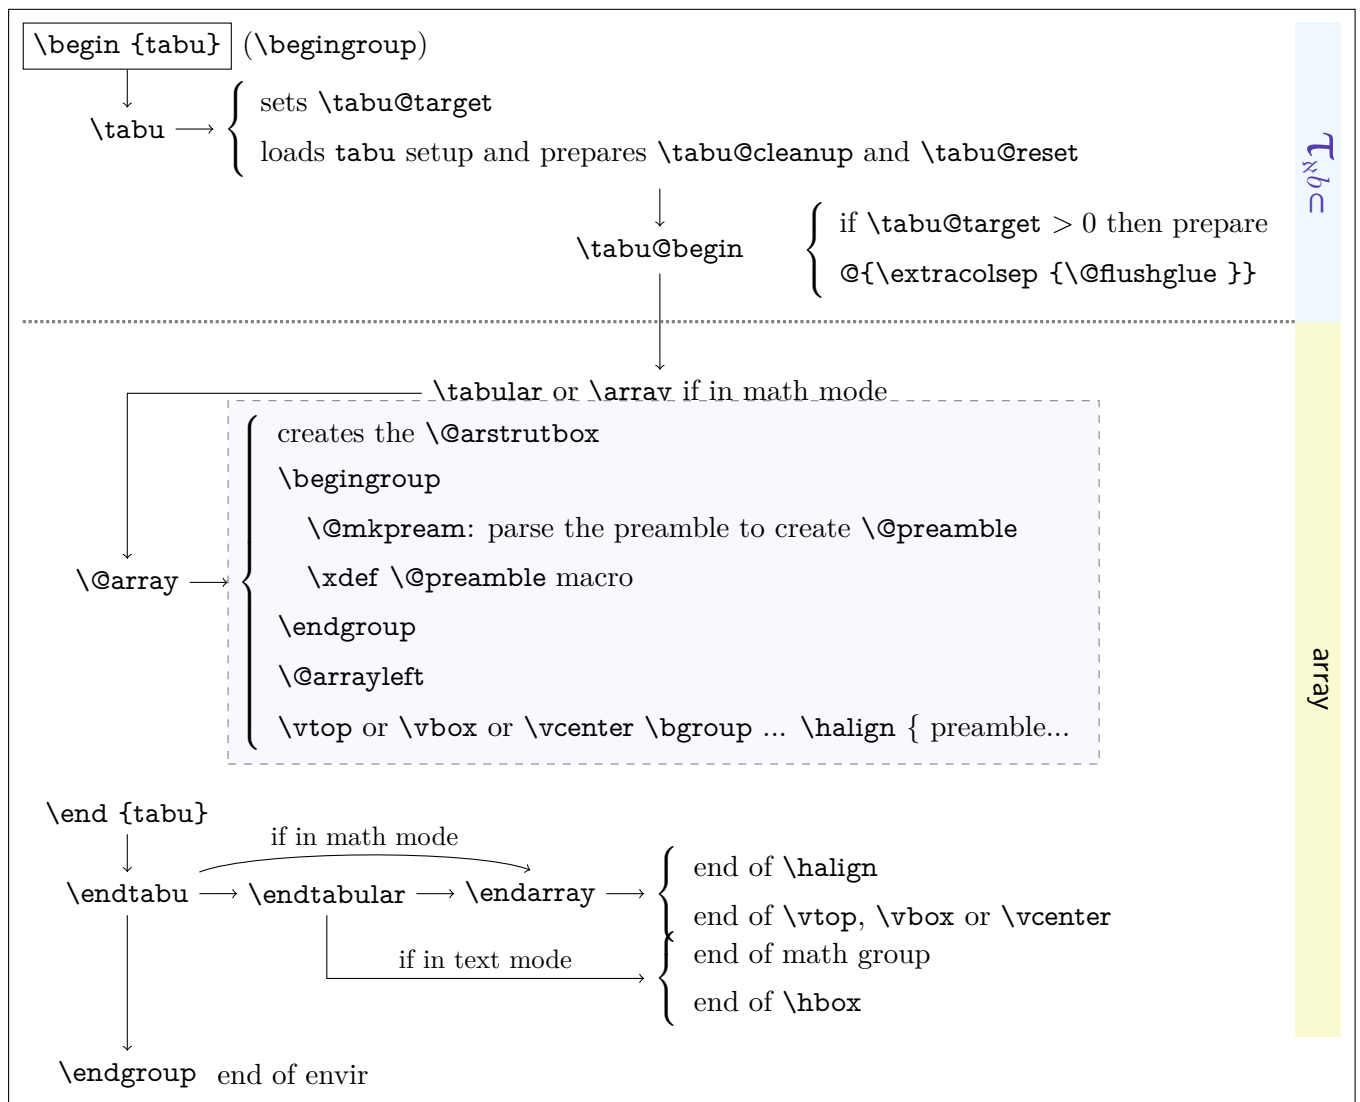 \begin {tabu} (\begingroup)
sets \tabu@target
\tabu
loads tabu setup and prepares \tabu@cleanup and \tabu@reset
if \tabu@target > 0 then prepare
\tabu@begin
@{\extracolsep {\@flushglue }}
\tabular or \array if in math mode
creates the \@arstrutbox
\begingroup
\@mkpream: parse the preamble to create \@preamble
\@array
\xdef \@preamble macro
\endgroup
\@arrayleft
\vtop or \vbox or \vcenter \bgroup ... \halign { preamble...
array
\end {tabu}
if in math mode
end of \halign
\endtabu \endtabular \endarray
end of \vtop, \vbox or \vcenter
if in text mode
end of math group
end of \hbox
\endgroup end of envir